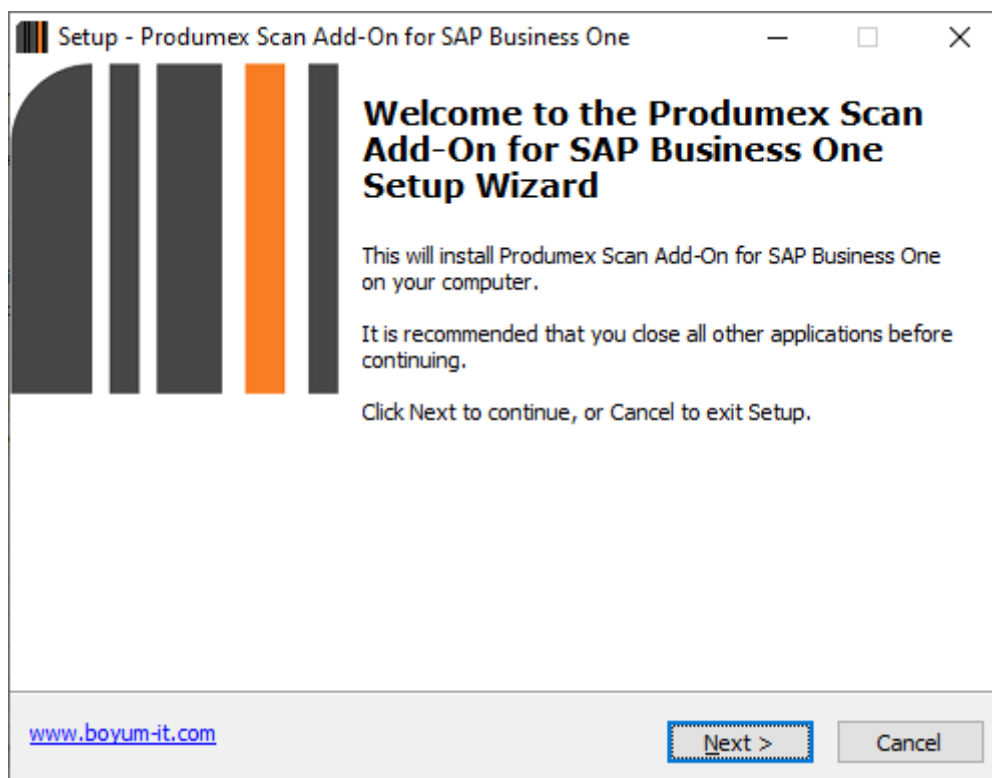 Setup - Produmex Scan Add-On for SAP Business One
Welcome to the Produmex Scan
Add-On for SAP Business One
Setup Wizard
This will install Produmex Scan Add-On for SAP Business One
on your computer.
It is recommended that you close all other applications before
continuing.
Click Next to continue, or Cancel to exit Setup.
www.boyum-it.com
Next >
Cancel